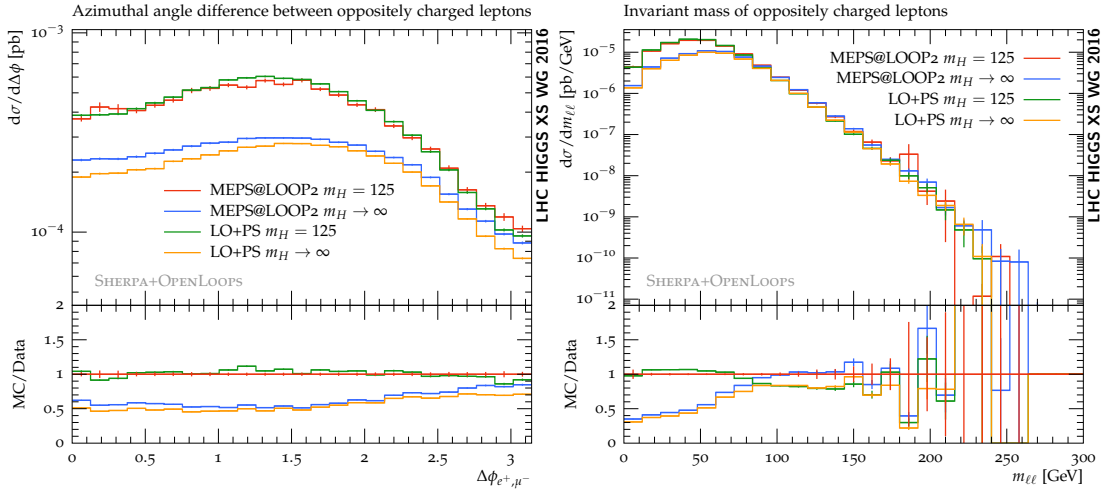 Azimuthal angle difference between oppositely charged leptons
LHC HIGGS XS WG 2016
MEPS@LOOP2 m_H = 125
MEPS@LOOP2 m_H → ∞
LO+PS m_H = 125
LO+PS m_H → ∞
SHERPA+OPENLOOPS
10^−3
10^−4
dσ/dΔφ [pb]
0
0.5
1
1.5
2
MC/Data
0 0.5 1 1.5 2 2.5 3
Δφ_{e^+,μ^−}
Invariant mass of oppositely charged leptons
LHC HIGGS XS WG 2016
MEPS@LOOP2 m_H = 125
MEPS@LOOP2 m_H → ∞
LO+PS m_H = 125
LO+PS m_H → ∞
SHERPA+OPENLOOPS
10^−5
10^−6
10^−7
10^−8
10^−9
10^−10
10^−11
dσ/dm_{ℓℓ} [pb/GeV]
0
0.5
1
1.5
2
MC/Data
0 50 100 150 200 250 300
m_{ℓℓ} [GeV]